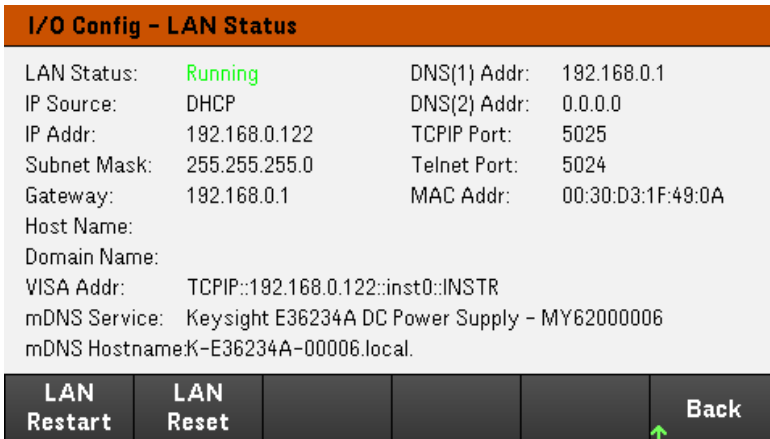 I/O Config – LAN Status
LAN Status: Running DNS(1) Addr: 192.168.0.1
IP Source: DHCP DNS(2) Addr: 0.0.0.0
IP Addr: 192.168.0.122 TCPIP Port: 5025
Subnet Mask: 255.255.255.0 Telnet Port: 5024
Gateway: 192.168.0.1 MAC Addr: 00:30:D3:1F:49:0A
Host Name:
Domain Name:
VISA Addr: TCPIP::192.168.0.122::inst0::INSTR
mDNS Service: Keysight E36234A DC Power Supply – MY62000006
mDNS Hostname:K-E36234A-00006.local.
LAN Restart LAN Reset Back